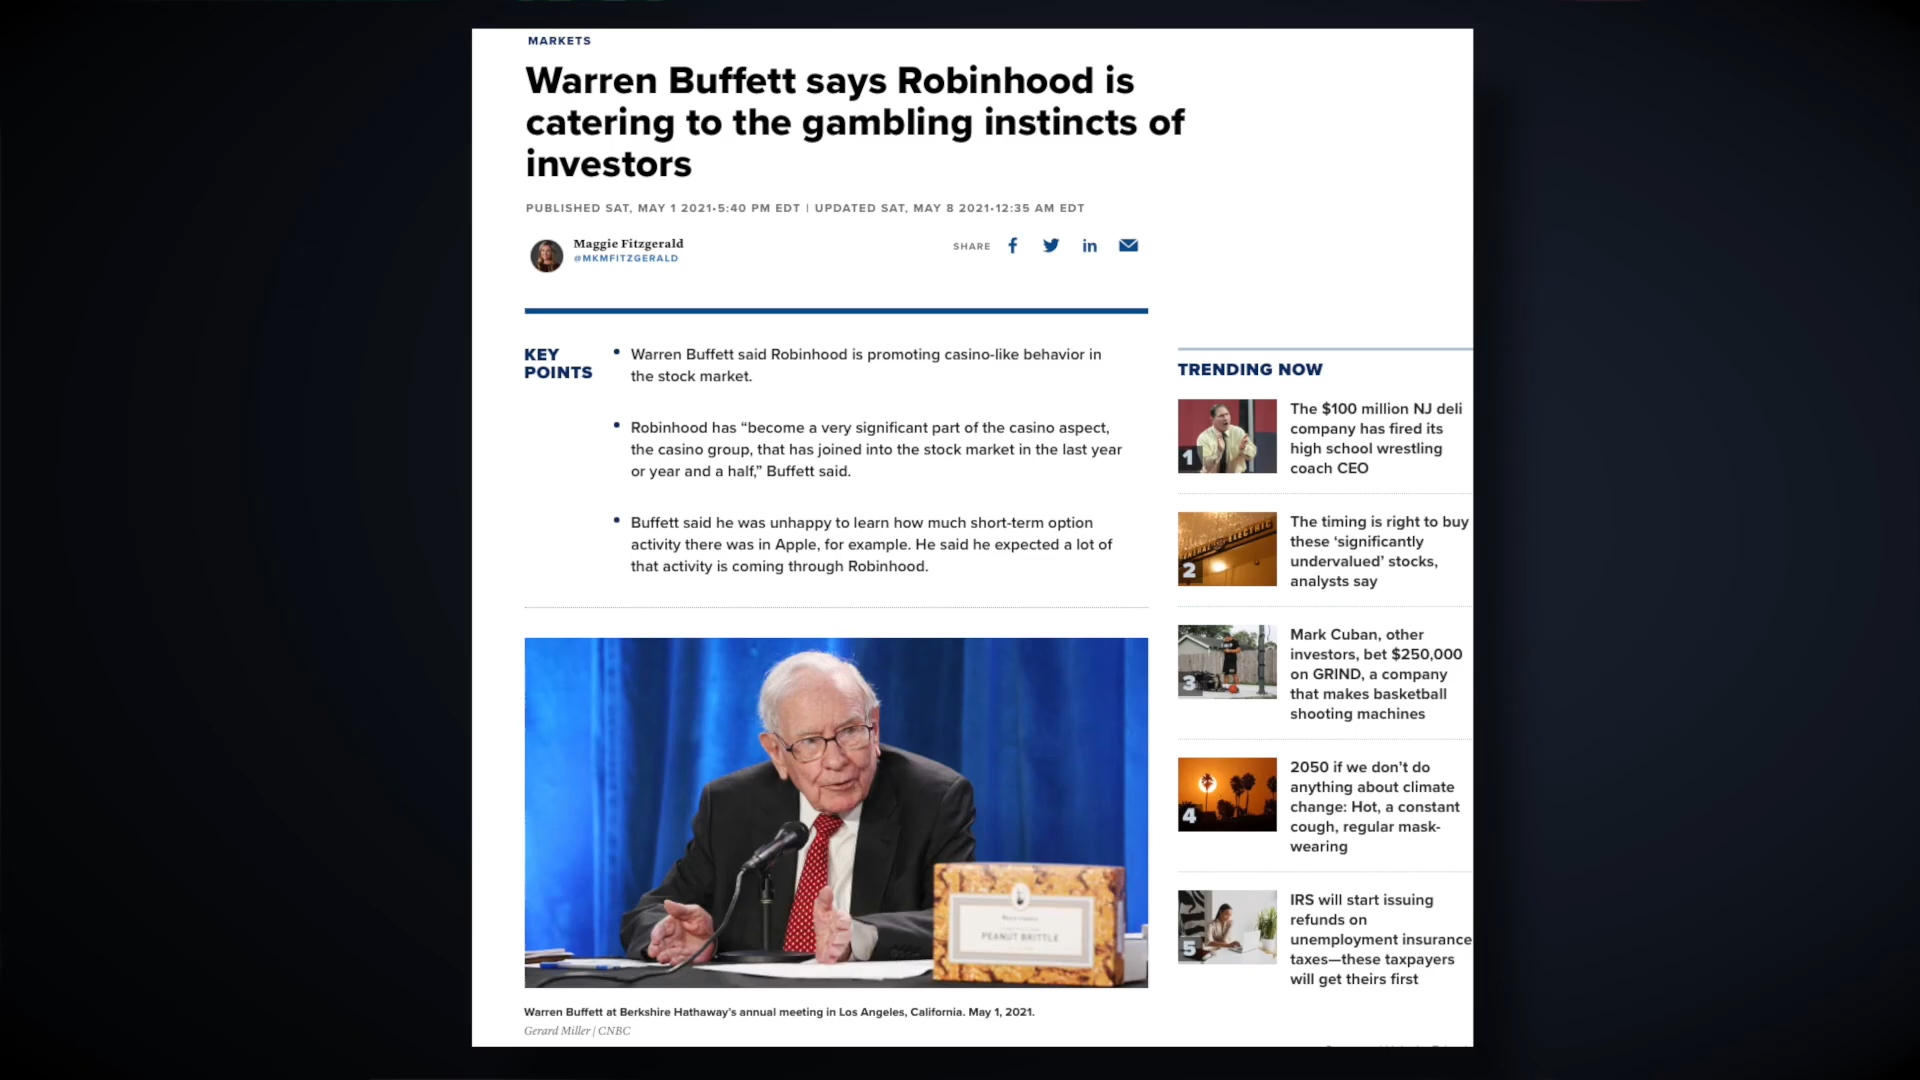 MARKETS
Warren Buffett says Robinhood is
catering to the gambling instincts of
investors
PUBLISHED SAT, MAY 1 2021•5:40 PM EDT | UPDATED SAT, MAY 8 2021•12:35 AM EDT
Maggie Fitzgerald
@MKMFITZGERALD
SHARE
KEY
POINTS
• Warren Buffett said Robinhood is promoting casino-like behavior in
the stock market.
• Robinhood has “become a very significant part of the casino aspect,
the casino group, that has joined into the stock market in the last year
or year and a half,” Buffett said.
• Buffett said he was unhappy to learn how much short-term option
activity there was in Apple, for example. He said he expected a lot of
that activity is coming through Robinhood.
PEANUT BRITTLE
Warren Buffett at Berkshire Hathaway’s annual meeting in Los Angeles, California. May 1, 2021.
Gerard Miller | CNBC
TRENDING NOW
1
The $100 million NJ deli
company has fired its
high school wrestling
coach CEO
ELECTRIC
2
The timing is right to buy
these ‘significantly
undervalued’ stocks,
analysts say
3
Mark Cuban, other
investors, bet $250,000
on GRIND, a company
that makes basketball
shooting machines
4
2050 if we don’t do
anything about climate
change: Hot, a constant
cough, regular mask-
wearing
5
IRS will start issuing
refunds on
unemployment insurance
taxes—these taxpayers
will get theirs first